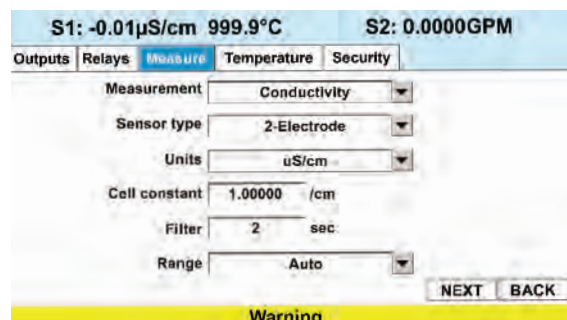 S1: -0.01µS/cm 999.9°C S2: 0.0000GPM
Outputs Relays Measure Temperature Security
Measurement Conductivity
Sensor type 2-Electrode
Units uS/cm
Cell constant 1.00000 /cm
Filter 2 sec
Range Auto
NEXT BACK
Warning